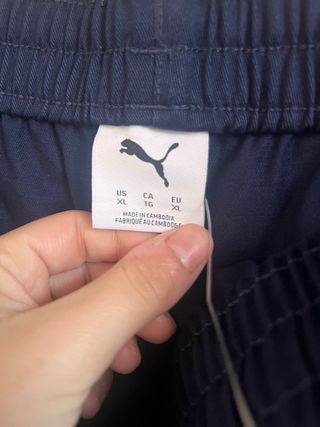 US CA EU
XL TG XL
MADE IN CAMBODIA
FABRIQUÉ AU CAMBODGE